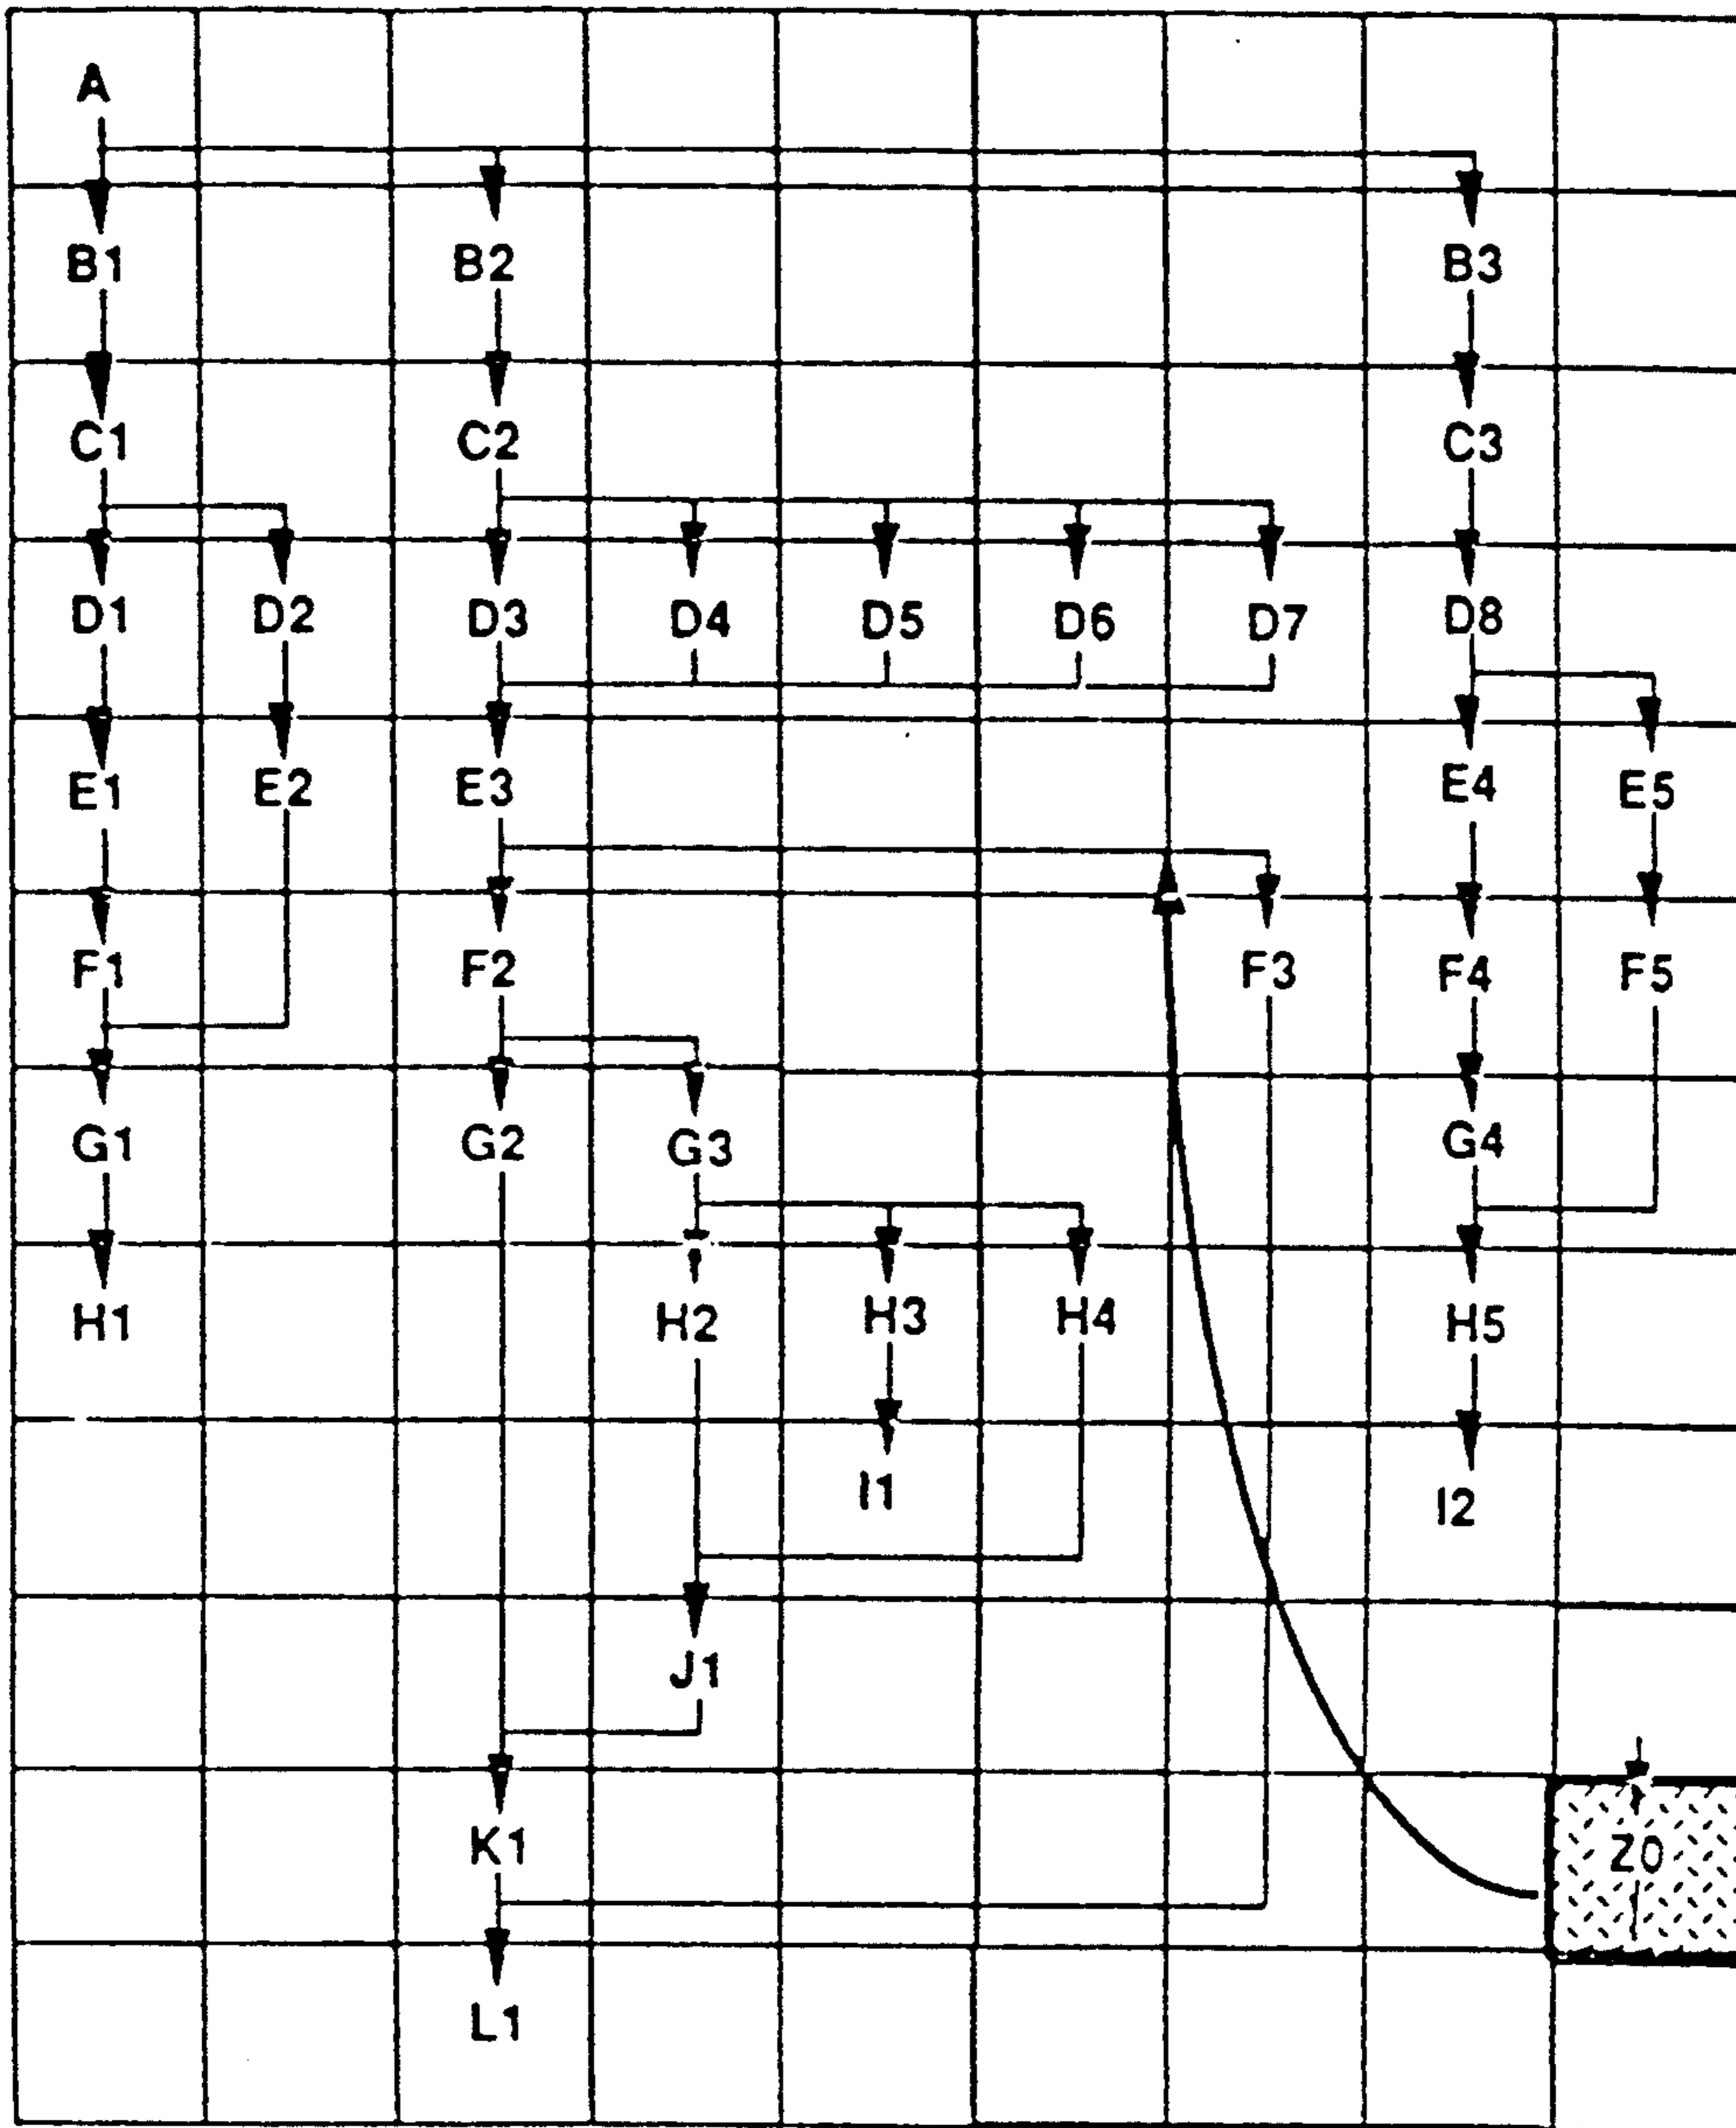 A
B1 B2 B3
C1 C2 C3
D1 D2 D3 D4 D5 D6 D7 D8
E1 E2 E3 E4 E5
F1 F2 F3 F4 F5
G1 G2 G3 G4
H1 H2 H3 H4 H5
I1 I2
J1
K1 Z0
L1